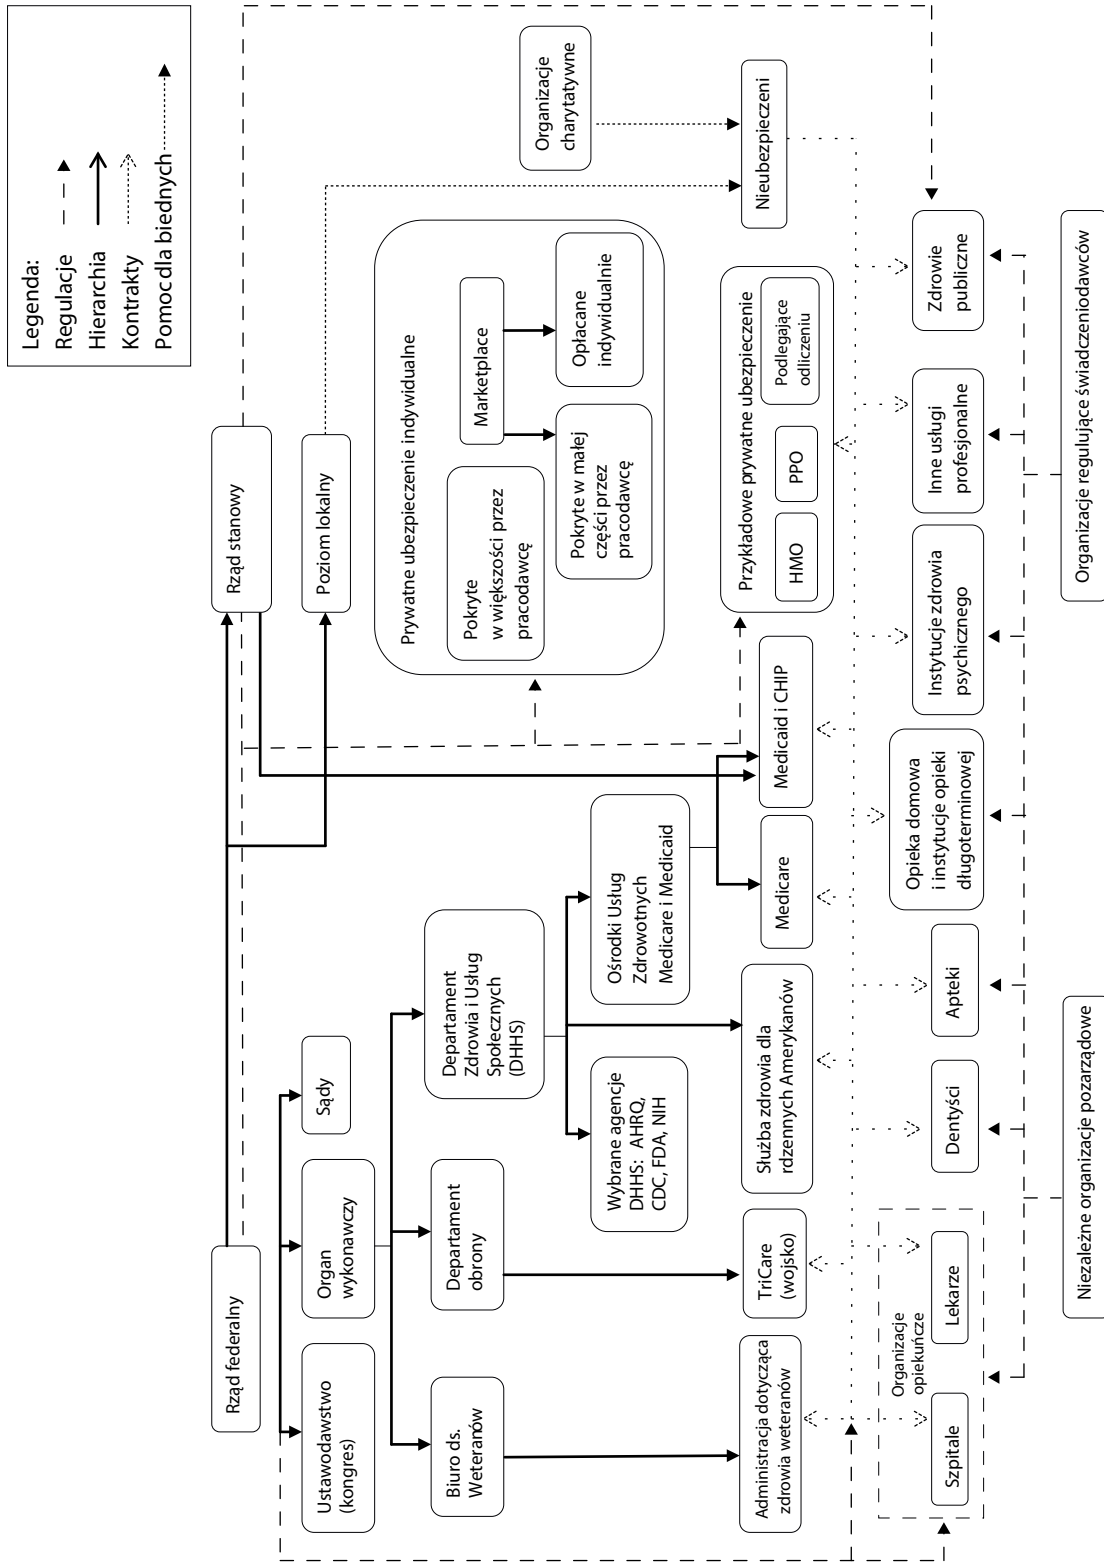 Legenda:
Regulacje
Hierarchia
Kontrakty
Pomoc dla biednych
Rząd federalny
Rząd stanowy
Ustawodawstwo
(kongres)
Organ
wykonawczy
Sądy
Poziom lokalny
Biuro ds.
Weteranów
Departament
obrony
Departament
Zdrowia i Usług
Społecznych
(DHHS)
Prywatne ubezpieczenie indywidualne
Pokryte
w większości przez
pracodawcę
Marketplace
Pokryte w małej
części przez
pracodawcę
Opłacane
indywidualnie
Organizacje
charytatywne
Wybrane agencje
DHHS: AHRQ,
CDC, FDA, NIH
Ośrodki Usług
Zdrowotnych
Medicare i Medicaid
Administracja dotycząca
zdrowia weteranów
TriCare
(wojsko)
Służba zdrowia dla
rdzennych Amerykanów
Medicare
Medicaid i CHIP
Przykładowe prywatne ubezpieczenie
HMO
PPO
Podlegające
odliczeniu
Nieubezpieczeni
Organizacje
opiekuńcze
Szpitale
Lekarze
Dentyści
Apteki
Opieka domowa
i instytucje opieki
długoterminowej
Instytucje zdrowia
psychicznego
Inne usługi
profesjonalne
Zdrowie
publiczne
Niezależne organizacje pozarządowe
Organizacje regulujące świadczeniodawców